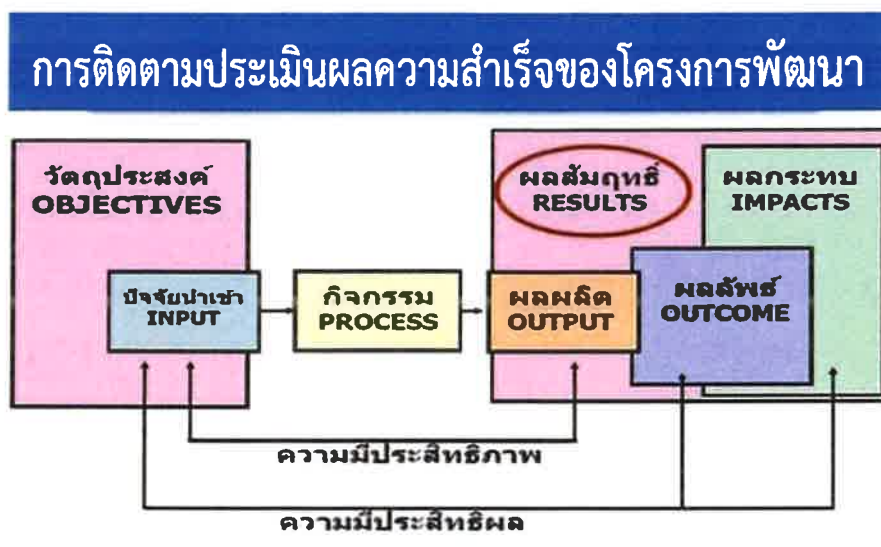 การติดตามประเมินผลความสำเร็จของโครงการพัฒนา
วัตถุประสงค์
OBJECTIVES
ปัจจัยนำเข้า
INPUT
กิจกรรม
PROCESS
ผลสัมฤทธิ์
RESULTS
ผลกระทบ
IMPACTS
ผลผลิต
OUTPUT
ผลลัพธ์
OUTCOME
ความมีประสิทธิภาพ
ความมีประสิทธิผล